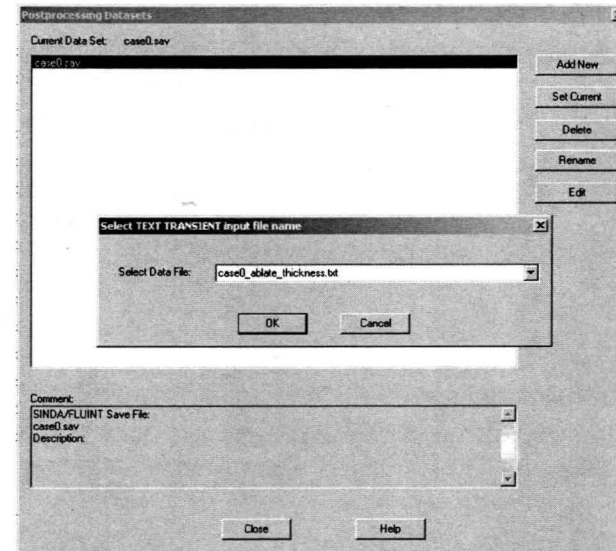 Postprocessing Datasets
Current Data Set: case0.sav
case0.sav
Add New
Set Current
Delete
Rename
Edit
Select TEXT TRANSIENT input file name
Select Data File: case0_ablate_thickness.txt
OK Cancel
Comment:
SINDA/FLUINT Save File:
case0.sav
Description:
Close Help